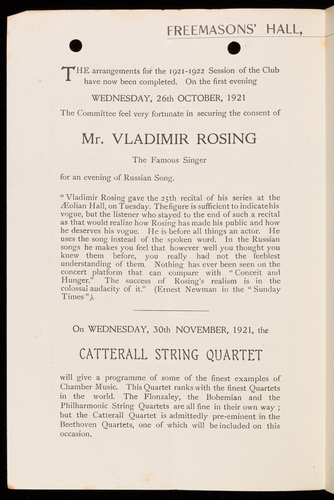 FREEMASONS' HALL,
THE arrangements for the 1921-1922 Session of the Club
have now been completed. On the first evening
WEDNESDAY, 26th OCTOBER, 1921
The Committee feel very fortunate in securing the consent of
Mr. VLADIMIR ROSING
The Famous Singer
for an evening of Russian Song.
"Vladimir Rosing gave the 25th recital of his series at the
Æolian Hall, on Tuesday. The figure is sufficient to indicate his
vogue, but the listener who stayed to the end of such a recital
as that would realize how Rosing has made his public and how
he deserves his vogue. He is before all things an actor. He
uses the song instead of the spoken word. In the Russian
songs he makes you feel that however well you thought you
knew them before, you really had not the feeblest
understanding of them. Nothing has ever been seen on the
concert platform that can compare with "Conceit and
Hunger." The success of Rosing's realism is in the
colossal audacity of it." (Ernest Newman in the "Sunday
Times").
On WEDNESDAY, 30th NOVEMBER, 1921, the
CATTERALL STRING QUARTET
will give a programme of some of the finest examples of
Chamber Music. This Quartet ranks with the finest Quartets
in the world. The Flonzaley, the Bohemian and the
Philharmonic String Quartets are all fine in their own way;
but the Catterall Quartet is admittedly pre-eminent in the
Beethoven Quartets, one of which will be included on this
occasion.